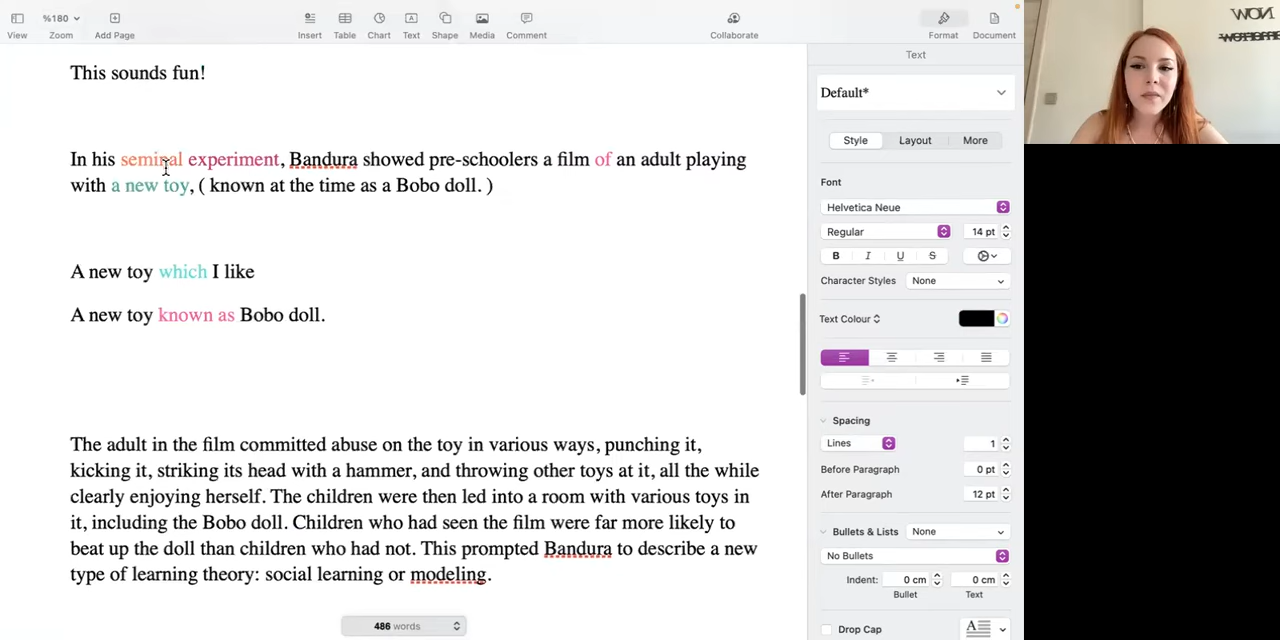 %180
View
Zoom
Add Page
Insert
Table
Chart
Text
Shape
Media
Comment
Collaborate
Format
Document
This sounds fun!
In his seminal experiment, Bandura showed pre-schoolers a film of an adult playing
with a new toy, ( known at the time as a Bobo doll. )
A new toy which I like
A new toy known as Bobo doll.
The adult in the film committed abuse on the toy in various ways, punching it,
kicking it, striking its head with a hammer, and throwing other toys at it, all the while
clearly enjoying herself. The children were then led into a room with various toys in
it, including the Bobo doll. Children who had seen the film were far more likely to
beat up the doll than children who had not. This prompted Bandura to describe a new
type of learning theory: social learning or modeling.
486 words
Text
Default*
Style
Layout
More
Font
Helvetica Neue
Regular
14 pt
B I U S
Character Styles
None
Text Colour
Spacing
Lines
1
Before Paragraph
0 pt
After Paragraph
12 pt
Bullets & Lists
None
No Bullets
Indent:
0 cm
0 cm
Bullet
Text
Drop Cap
A